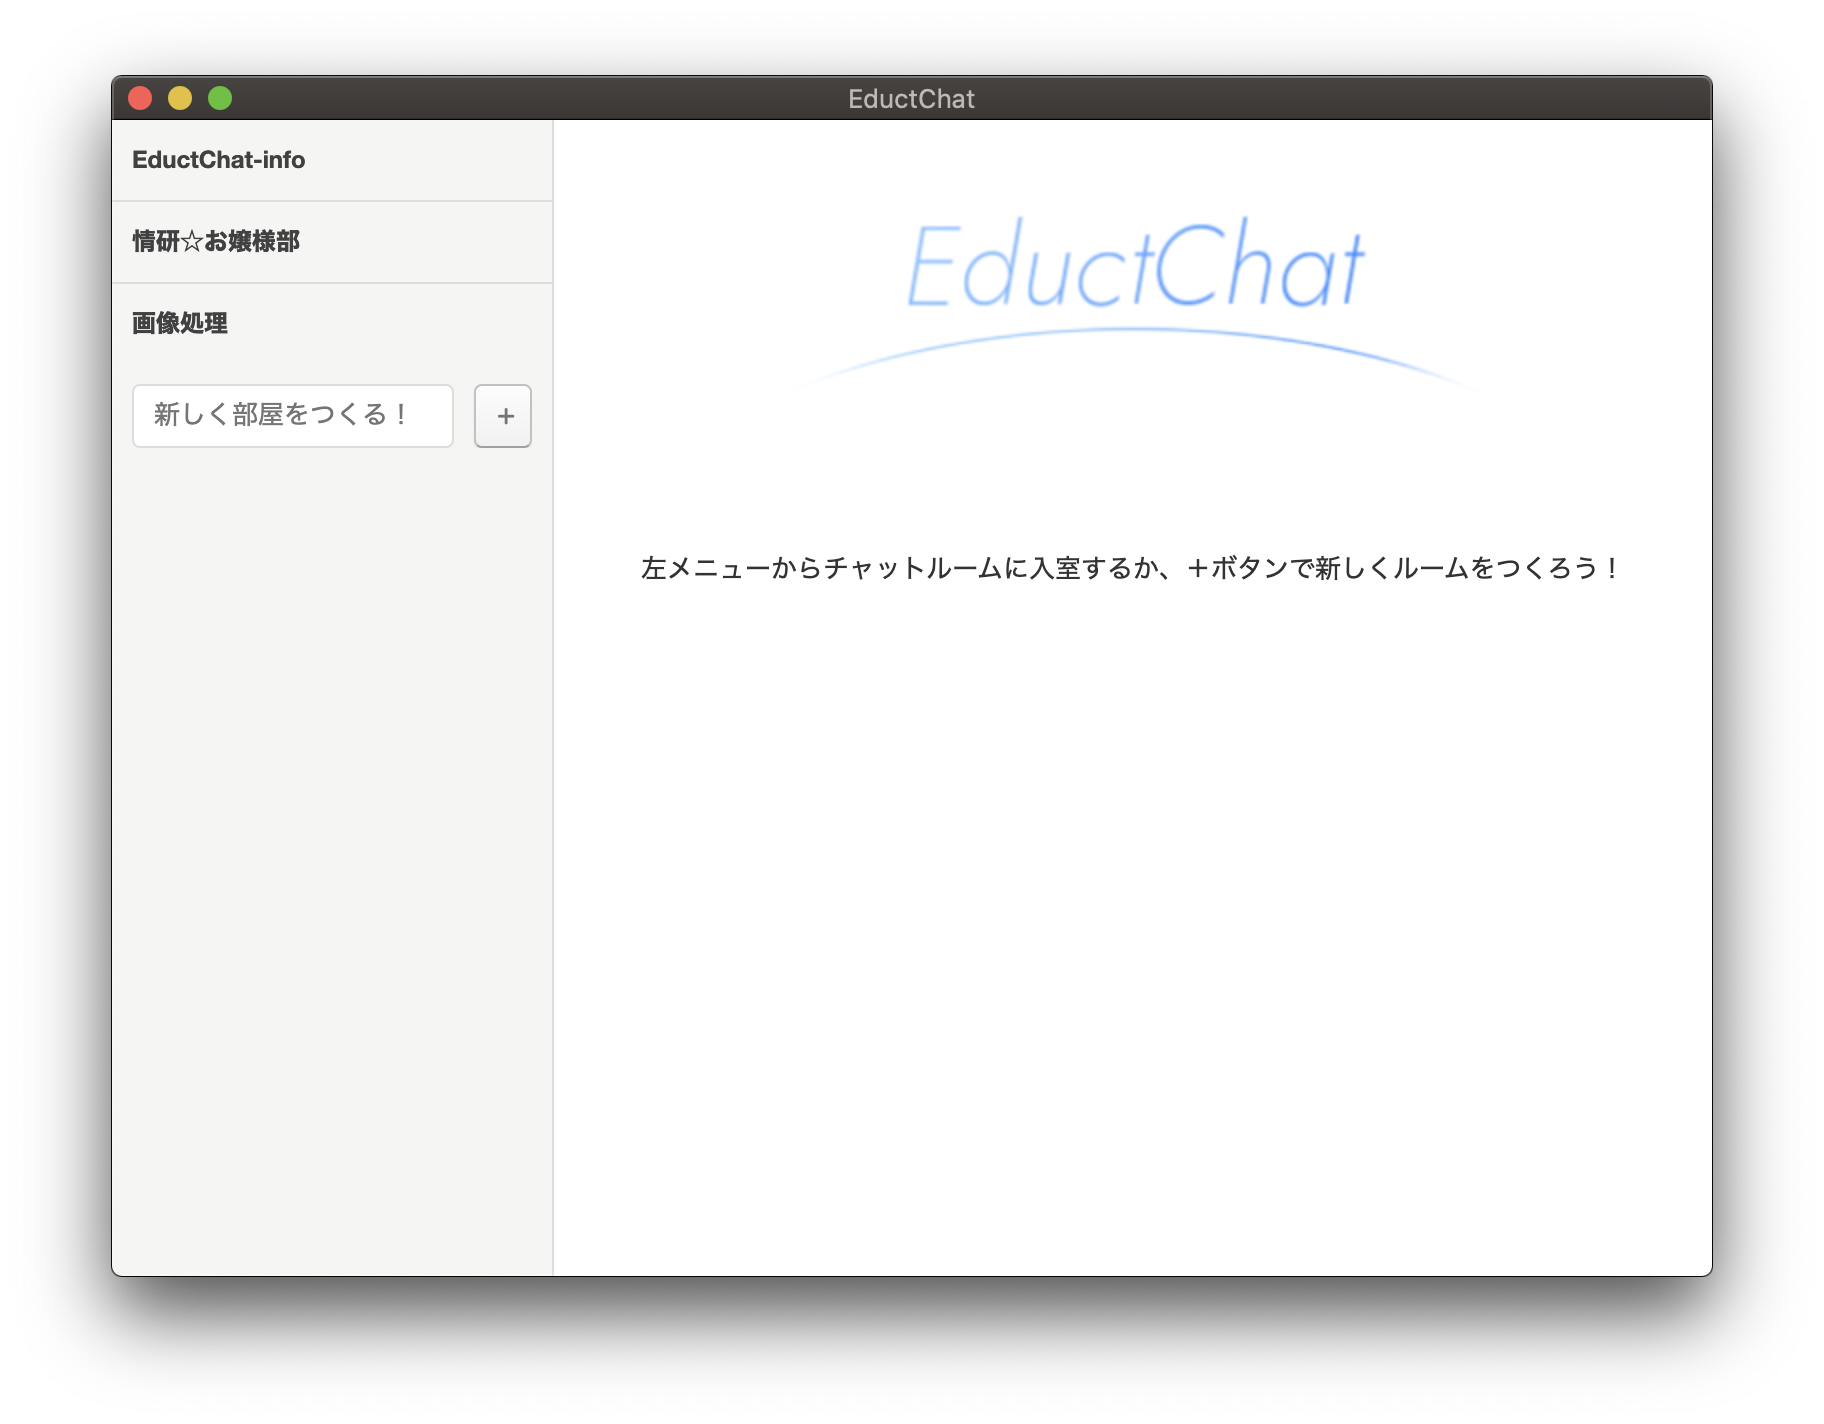 EductChat
EductChat-info
情研☆お嬢様部
画像処理
新しく部屋をつくる！
+
EductChat
左メニューからチャットルームに入室するか、＋ボタンで新しくルームをつくろう！